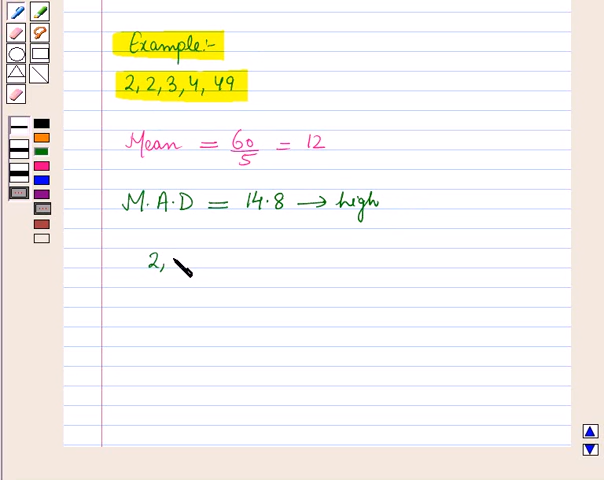 Example:-
2, 2, 3, 4, 49
Mean = 60/5 = 12
M.A.D = 14.8 → high
2,